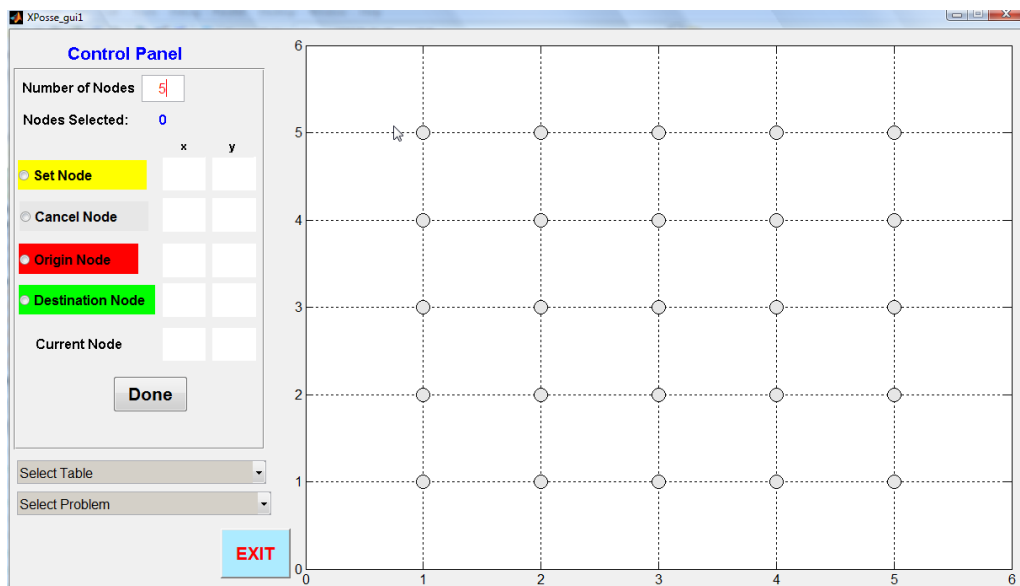 XPosse_gui1
Control Panel
Number of Nodes 5
Nodes Selected: 0
x y
Set Node
Cancel Node
Origin Node
Destination Node
Current Node
Done
Select Table
Select Problem
EXIT
6
5
4
3
2
1
0
0 1 2 3 4 5 6